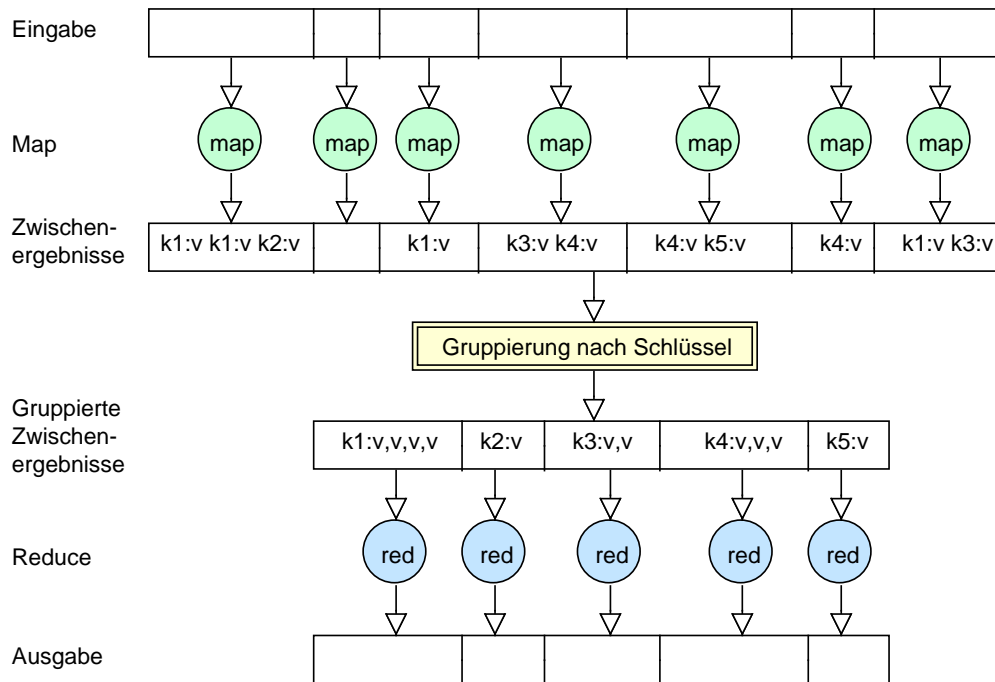 Eingabe
Map
map map map map map map map
Zwischen-
ergebnisse
k1:v k1:v k2:v k1:v k3:v k4:v k4:v k5:v k4:v k1:v k3:v
Gruppierung nach Schlüssel
Gruppierte
Zwischen-
ergebnisse
k1:v,v,v,v k2:v k3:v,v k4:v,v,v k5:v
Reduce
red red red red red
Ausgabe